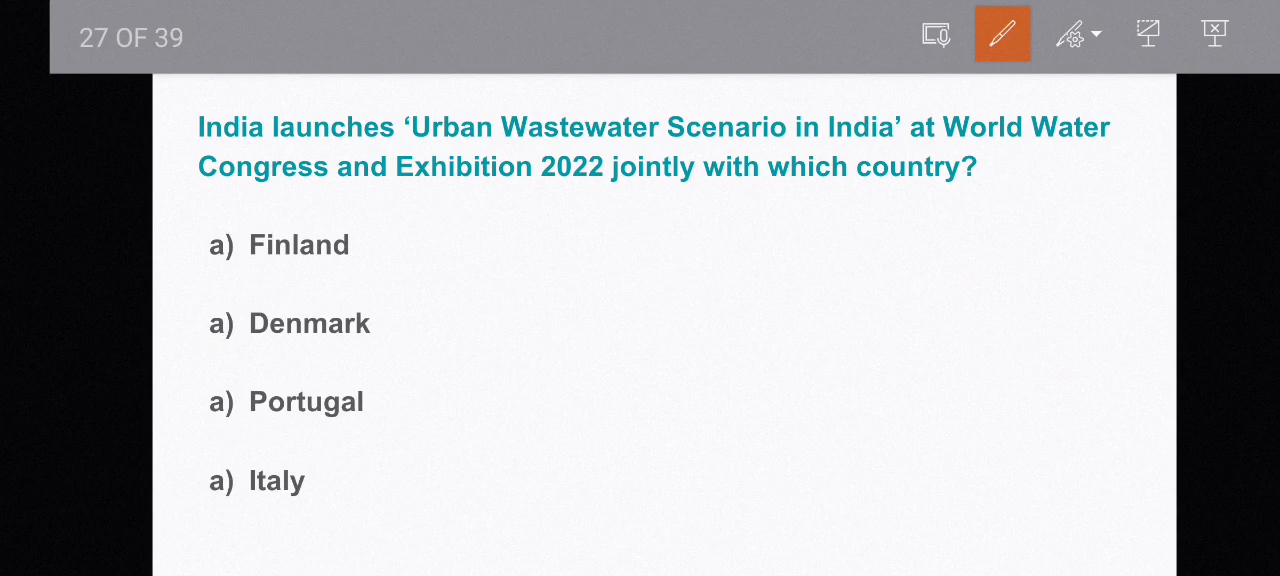 27 OF 39
India launches ‘Urban Wastewater Scenario in India’ at World Water
Congress and Exhibition 2022 jointly with which country?
a) Finland
a) Denmark
a) Portugal
a) Italy